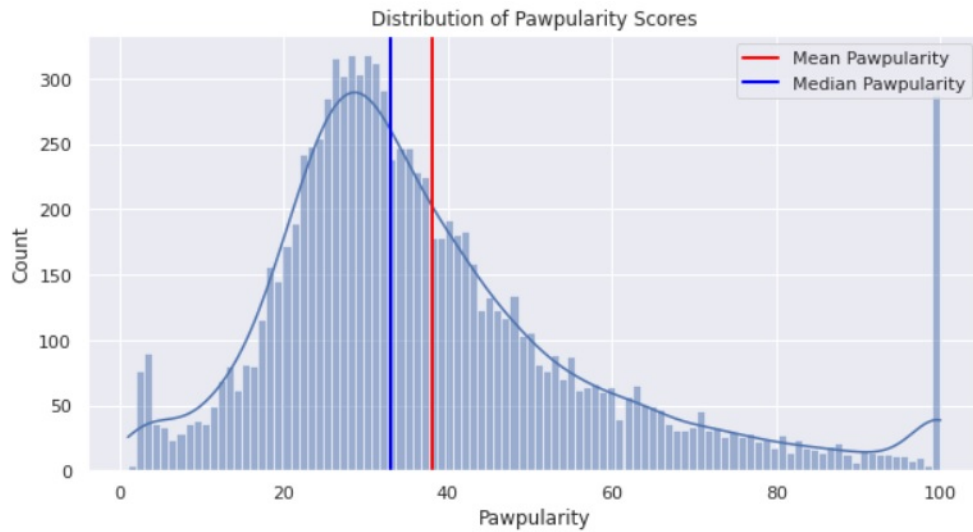 Distribution of Pawpularity Scores
Mean Pawpularity
Median Pawpularity
300
250
200
150
100
50
0
Count
0 20 40 60 80 100
Pawpularity